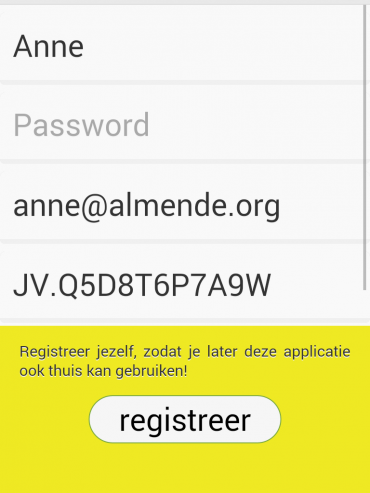 Anne
Password
anne@almende.org
JV.Q5D8T6P7A9W
Registreer jezelf, zodat je later deze applicatie
ook thuis kan gebruiken!
registreer